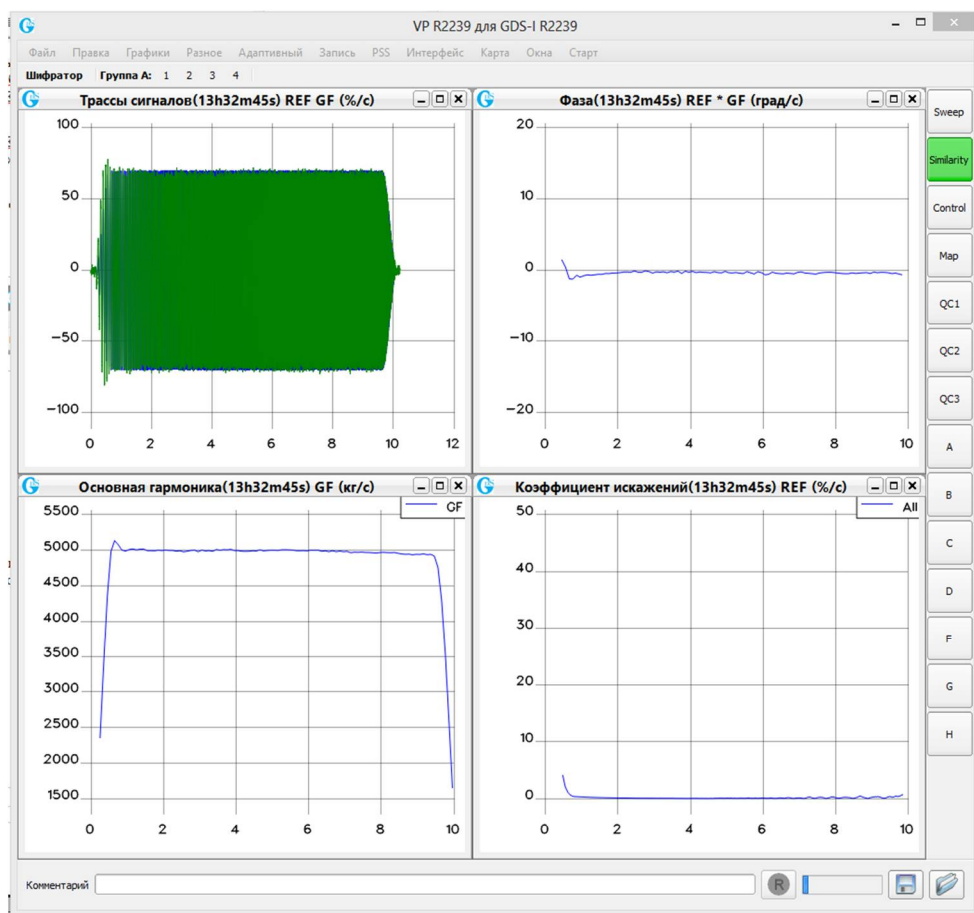 VP R2239 для GDS-I R2239
Файл Правка Графики Разное Адаптивный Запись PSS Интерфейс Карта Окна Старт
Шифратор Группа A: 1 2 3 4
Трассы сигналов(13h32m45s) REF GF (%/с)
100
50
0
−50
−100
0 2 4 6 8 10 12
Фаза(13h32m45s) REF * GF (град/с)
20
10
0
−10
−20
0 2 4 6 8 10
Основная гармоника(13h32m45s) GF (кг/с)
GF
5500
5000
4500
4000
3500
3000
2500
2000
1500
0 2 4 6 8 10
Коэффициент искажений(13h32m45s) REF (%/с)
All
50
40
30
20
10
0
0 2 4 6 8 10
Sweep
Similarity
Control
Map
QC1
QC2
QC3
A
B
C
D
F
G
H
Комментарий
R